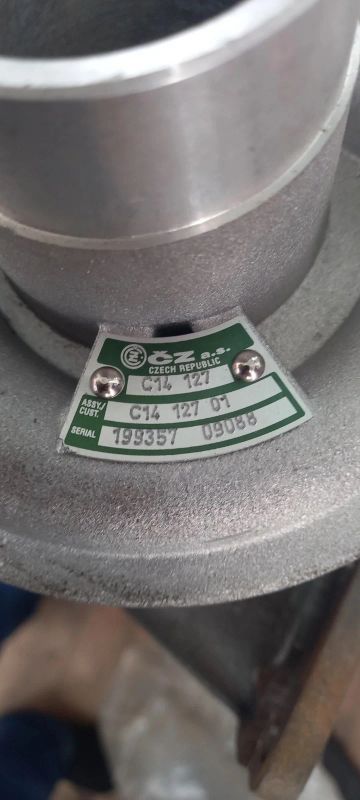 ČZ a.s.
CZECH REPUBLIC
C14 127
ASSY/CUST. C14 127 01
SERIAL 199357 09088